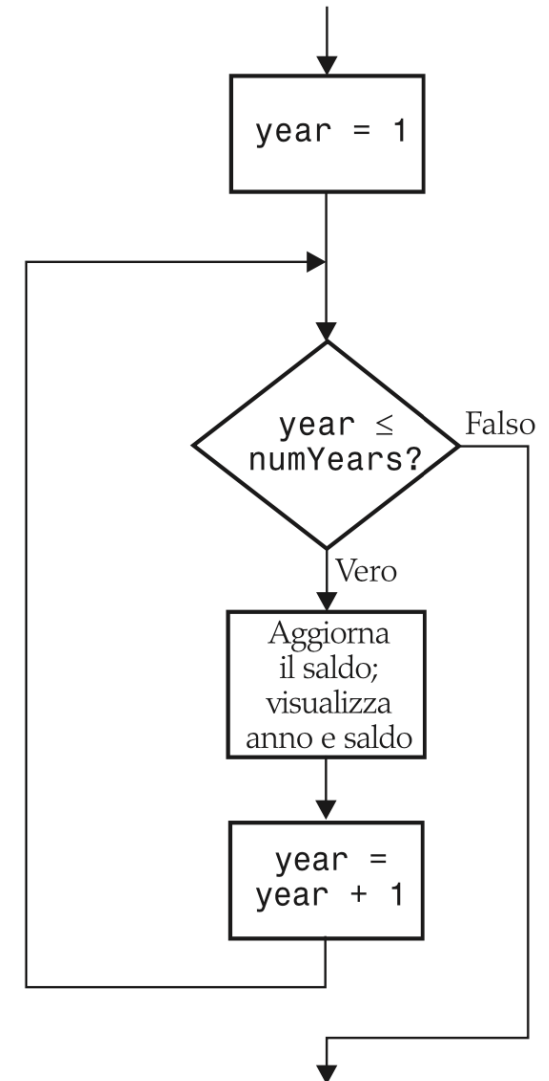 year = 1
year ≤
numYears?
Falso
Vero
Aggiorna
il saldo;
visualizza
anno e saldo
year =
year + 1